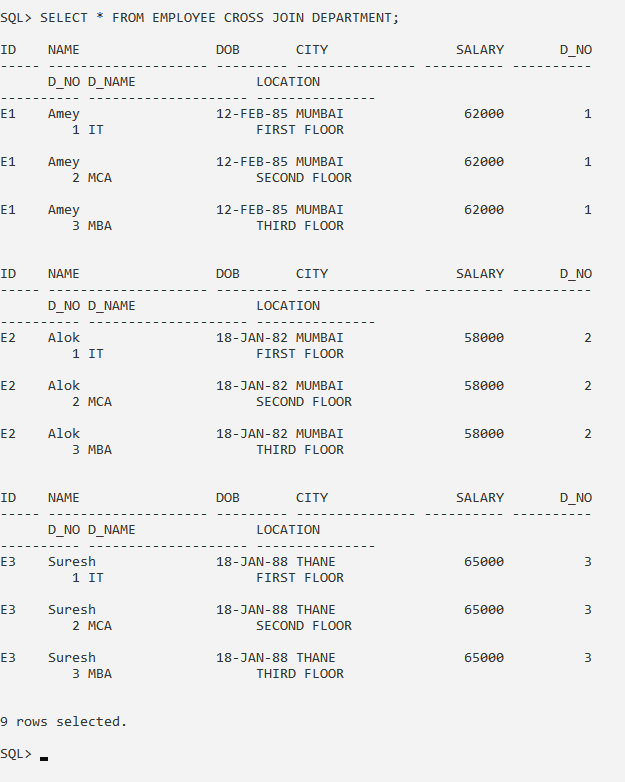 SQL> SELECT * FROM EMPLOYEE CROSS JOIN DEPARTMENT;
ID    NAME                 DOB       CITY                SALARY       D_NO
----- -------------------- --------- --------------- ---------- ----------
      D_NO D_NAME               LOCATION
---------- -------------------- ---------------
E1    Amey                 12-FEB-85 MUMBAI               62000          1
         1 IT                   FIRST FLOOR
E1    Amey                 12-FEB-85 MUMBAI               62000          1
         2 MCA                  SECOND FLOOR
E1    Amey                 12-FEB-85 MUMBAI               62000          1
         3 MBA                  THIRD FLOOR
ID    NAME                 DOB       CITY                SALARY       D_NO
----- -------------------- --------- --------------- ---------- ----------
      D_NO D_NAME               LOCATION
---------- -------------------- ---------------
E2    Alok                 18-JAN-82 MUMBAI               58000          2
         1 IT                   FIRST FLOOR
E2    Alok                 18-JAN-82 MUMBAI               58000          2
         2 MCA                  SECOND FLOOR
E2    Alok                 18-JAN-82 MUMBAI               58000          2
         3 MBA                  THIRD FLOOR
ID    NAME                 DOB       CITY                SALARY       D_NO
----- -------------------- --------- --------------- ---------- ----------
      D_NO D_NAME               LOCATION
---------- -------------------- ---------------
E3    Suresh               18-JAN-88 THANE                65000          3
         1 IT                   FIRST FLOOR
E3    Suresh               18-JAN-88 THANE                65000          3
         2 MCA                  SECOND FLOOR
E3    Suresh               18-JAN-88 THANE                65000          3
         3 MBA                  THIRD FLOOR
9 rows selected.
SQL>